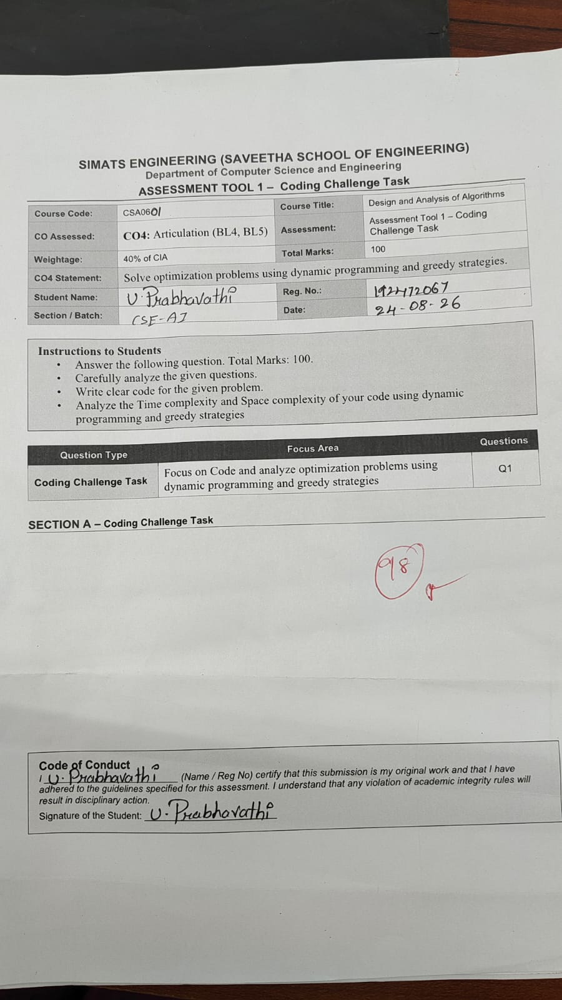 SIMATS ENGINEERING (SAVEETHA SCHOOL OF ENGINEERING)
Department of Computer Science and Engineering
ASSESSMENT TOOL 1 – Coding Challenge Task
Course Code: CSA0601 Course Title: Design and Analysis of Algorithms
CO Assessed: CO4: Articulation (BL4, BL5) Assessment: Assessment Tool 1 – Coding Challenge Task
Weightage: 40% of CIA Total Marks: 100
CO4 Statement: Solve optimization problems using dynamic programming and greedy strategies.
Student Name: U. Prabhavathi Reg. No.: 192472067
Section / Batch: CSE-AI Date: 24-08-26
Instructions to Students
• Answer the following question. Total Marks: 100.
• Carefully analyze the given questions.
• Write clear code for the given problem.
• Analyze the Time complexity and Space complexity of your code using dynamic
programming and greedy strategies
Question Type Focus Area Questions
Coding Challenge Task Focus on Code and analyze optimization problems using
dynamic programming and greedy strategies Q1
SECTION A – Coding Challenge Task
98
Code of Conduct
I U. Prabhavathi (Name / Reg No) certify that this submission is my original work and that I have
adhered to the guidelines specified for this assessment. I understand that any violation of academic integrity rules will
result in disciplinary action.
Signature of the Student: U. Prabhavathi